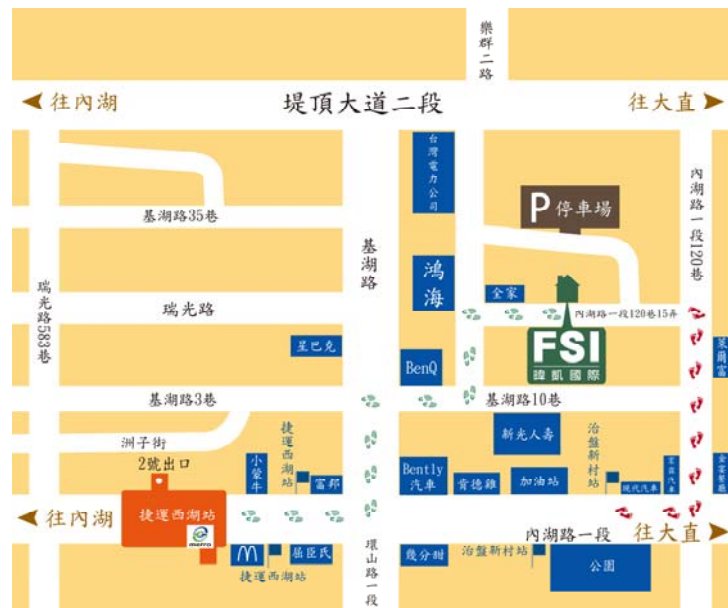 樂群二路
往內湖
堤頂大道二段
往大直
台灣電力公司
內湖路一段120巷
P 停車場
基湖路35巷
基湖路
鴻海
全家
瑞光路583巷
瑞光路
內湖路一段120巷15弄
星巴克
FSI
暐凱國際
萊爾富
BenQ
基湖路3巷
基湖路10巷
洲子街
捷運西湖站
新光人壽
治盤新村站
2號出口
小蒙牛
富邦
Bently
汽車
肯德雞
加油站
現代汽車
往內湖
捷運西湖站
metro
內湖路一段
往大直
屈臣氏
捷運西湖站
環山路一段
幾分甜
治盤新村站
公園